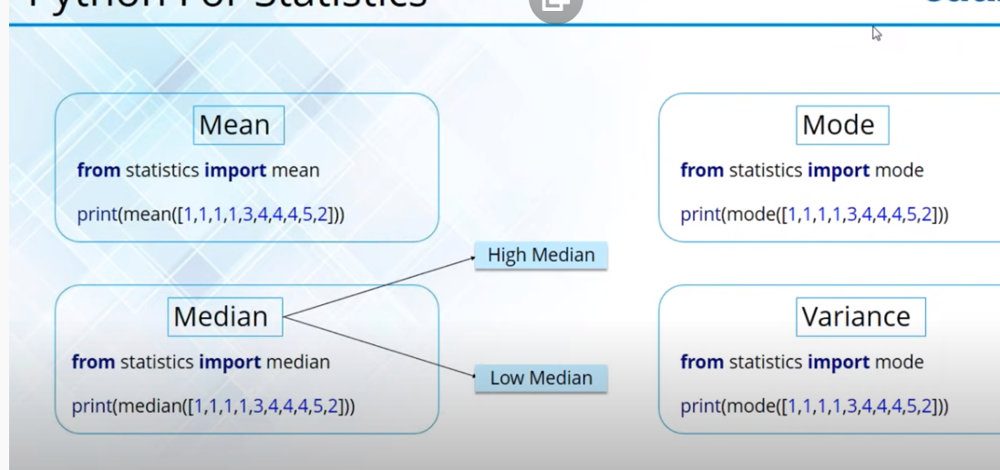 Python For Statistics
Mean
from statistics import mean
print(mean([1,1,1,1,3,4,4,4,5,2]))
Mode
from statistics import mode
print(mode([1,1,1,1,3,4,4,4,5,2]))
High Median
Median
from statistics import median
print(median([1,1,1,1,3,4,4,4,5,2]))
Low Median
Variance
from statistics import mode
print(mode([1,1,1,1,3,4,4,4,5,2]))